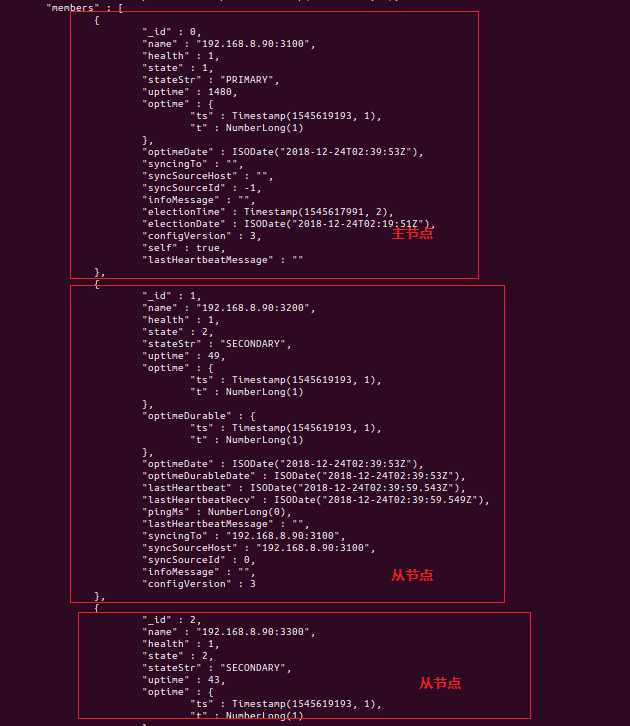 "members" : [
{
"_id" : 0,
"name" : "192.168.8.90:3100",
"health" : 1,
"state" : 1,
"stateStr" : "PRIMARY",
"uptime" : 1480,
"optime" : {
"ts" : Timestamp(1545619193, 1),
"t" : NumberLong(1)
},
"optimeDate" : ISODate("2018-12-24T02:39:53Z"),
"syncingTo" : "",
"syncSourceHost" : "",
"syncSourceId" : -1,
"infoMessage" : "",
"electionTime" : Timestamp(1545617991, 2),
"electionDate" : ISODate("2018-12-24T02:19:51Z"),
"configVersion" : 3,
主节点
"self" : true,
"lastHeartbeatMessage" : ""
},
{
"_id" : 1,
"name" : "192.168.8.90:3200",
"health" : 1,
"state" : 2,
"stateStr" : "SECONDARY",
"uptime" : 49,
"optime" : {
"ts" : Timestamp(1545619193, 1),
"t" : NumberLong(1)
},
"optimeDurable" : {
"ts" : Timestamp(1545619193, 1),
"t" : NumberLong(1)
},
"optimeDate" : ISODate("2018-12-24T02:39:53Z"),
"optimeDurableDate" : ISODate("2018-12-24T02:39:53Z"),
"lastHeartbeat" : ISODate("2018-12-24T02:39:59.543Z"),
"lastHeartbeatRecv" : ISODate("2018-12-24T02:39:59.549Z"),
"pingMs" : NumberLong(0),
"lastHeartbeatMessage" : "",
"syncingTo" : "192.168.8.90:3100",
"syncSourceHost" : "192.168.8.90:3100",
"syncSourceId" : 0,
"infoMessage" : "",
从节点
"configVersion" : 3
},
{
"_id" : 2,
"name" : "192.168.8.90:3300",
"health" : 1,
"state" : 2,
"stateStr" : "SECONDARY",
"uptime" : 43,
从节点
"optime" : {
"ts" : Timestamp(1545619193, 1),
"t" : NumberLong(1)